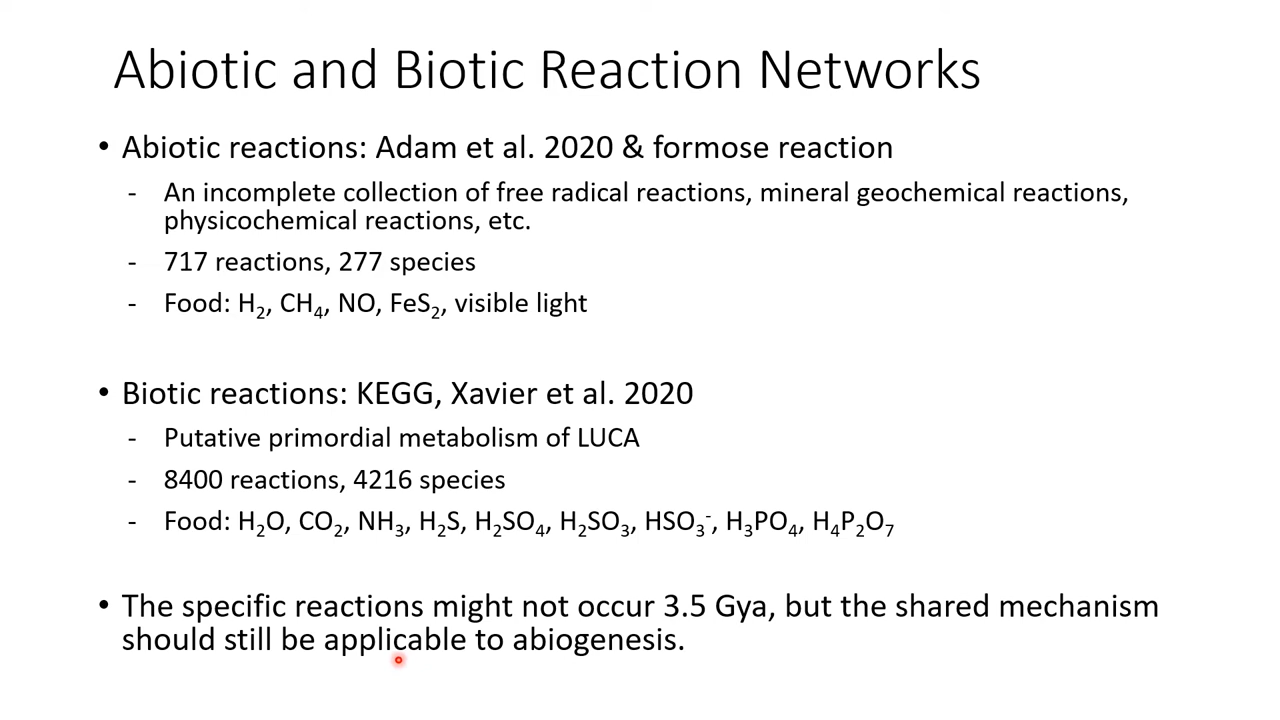 Abiotic and Biotic Reaction Networks
• Abiotic reactions: Adam et al. 2020 & formose reaction
- An incomplete collection of free radical reactions, mineral geochemical reactions,
physicochemical reactions, etc.
- 717 reactions, 277 species
- Food: H₂, CH₄, NO, FeS₂, visible light
• Biotic reactions: KEGG, Xavier et al. 2020
- Putative primordial metabolism of LUCA
- 8400 reactions, 4216 species
- Food: H₂O, CO₂, NH₃, H₂S, H₂SO₄, H₂SO₃, HSO₃⁻, H₃PO₄, H₄P₂O₇
• The specific reactions might not occur 3.5 Gya, but the shared mechanism
should still be applicable to abiogenesis.